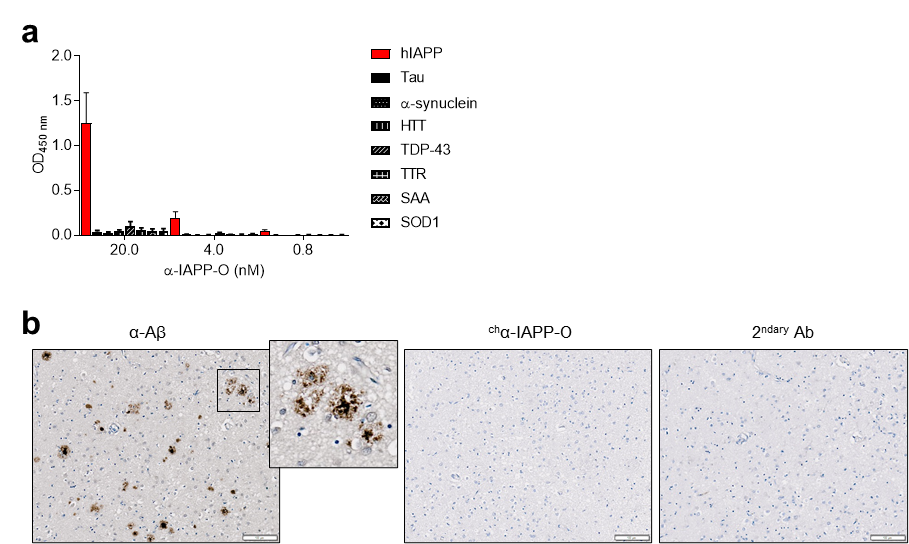 a
2.0
1.5
1.0
0.5
0.0
OD450 nm
20.0 4.0 0.8
α-IAPP-O (nM)
hIAPP
Tau
α-synuclein
HTT
TDP-43
TTR
SAA
SOD1
b
α-Aβ
chα-IAPP-O
2ndary Ab